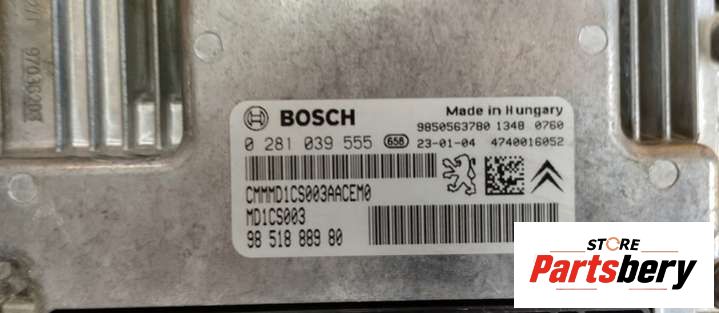 BOSCH
Made in Hungary
9850563780 1348 0760
0 281 039 555 658 23-01-04 4740016052
CMMMD1CS003AACEM0
MD1CS003
98 518 889 80
STORE
Partsbery